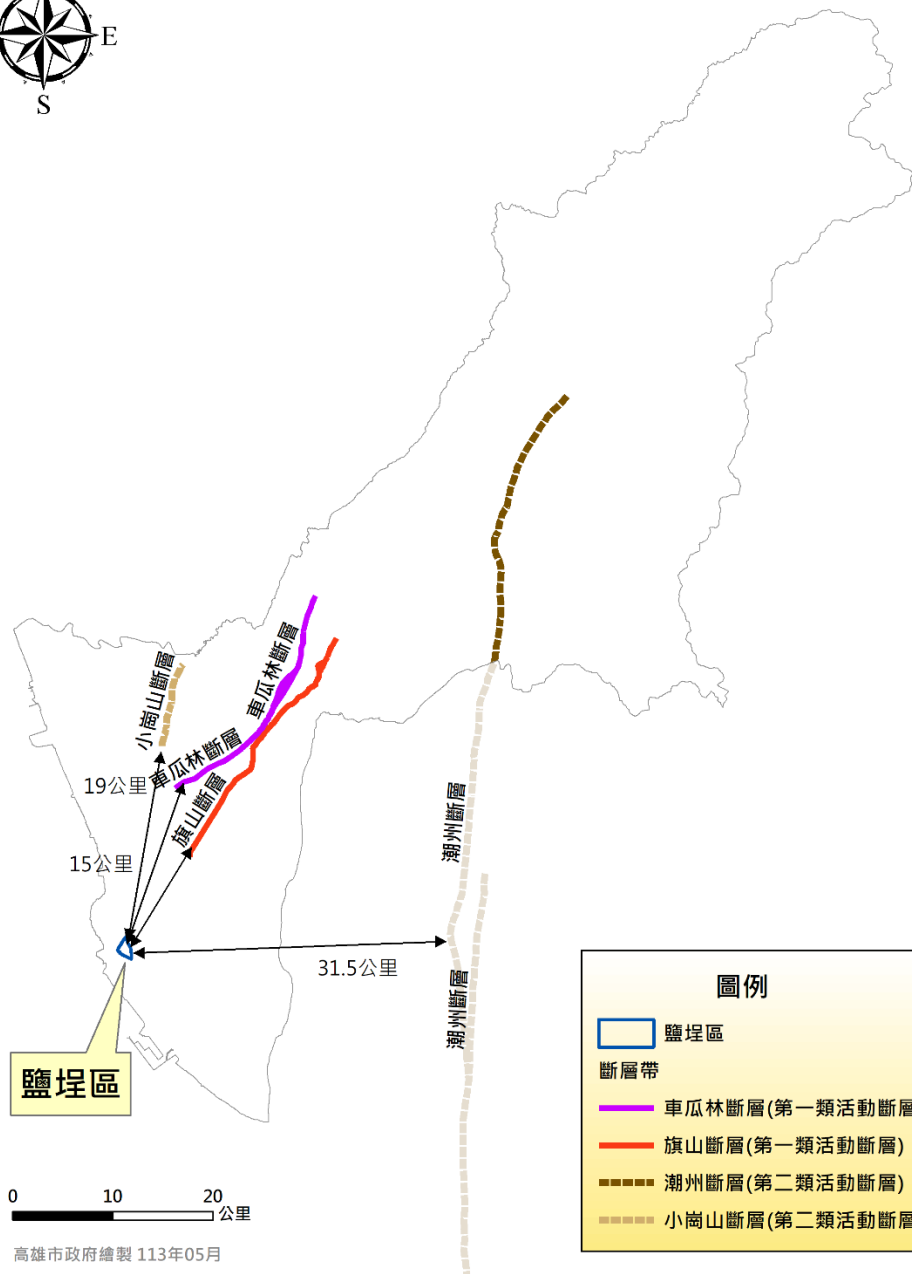 E
S
小崗山斷層
車瓜林斷層
車瓜林斷層
旗山斷層
19公里
15公里
潮州斷層
31.5公里
潮州斷層
鹽埕區
圖例
鹽埕區
斷層帶
車瓜林斷層(第一類活動斷層
旗山斷層(第一類活動斷層)
潮州斷層(第二類活動斷層)
小崗山斷層(第二類活動斷層
0 10 20
公里
高雄市政府繪製 113年05月